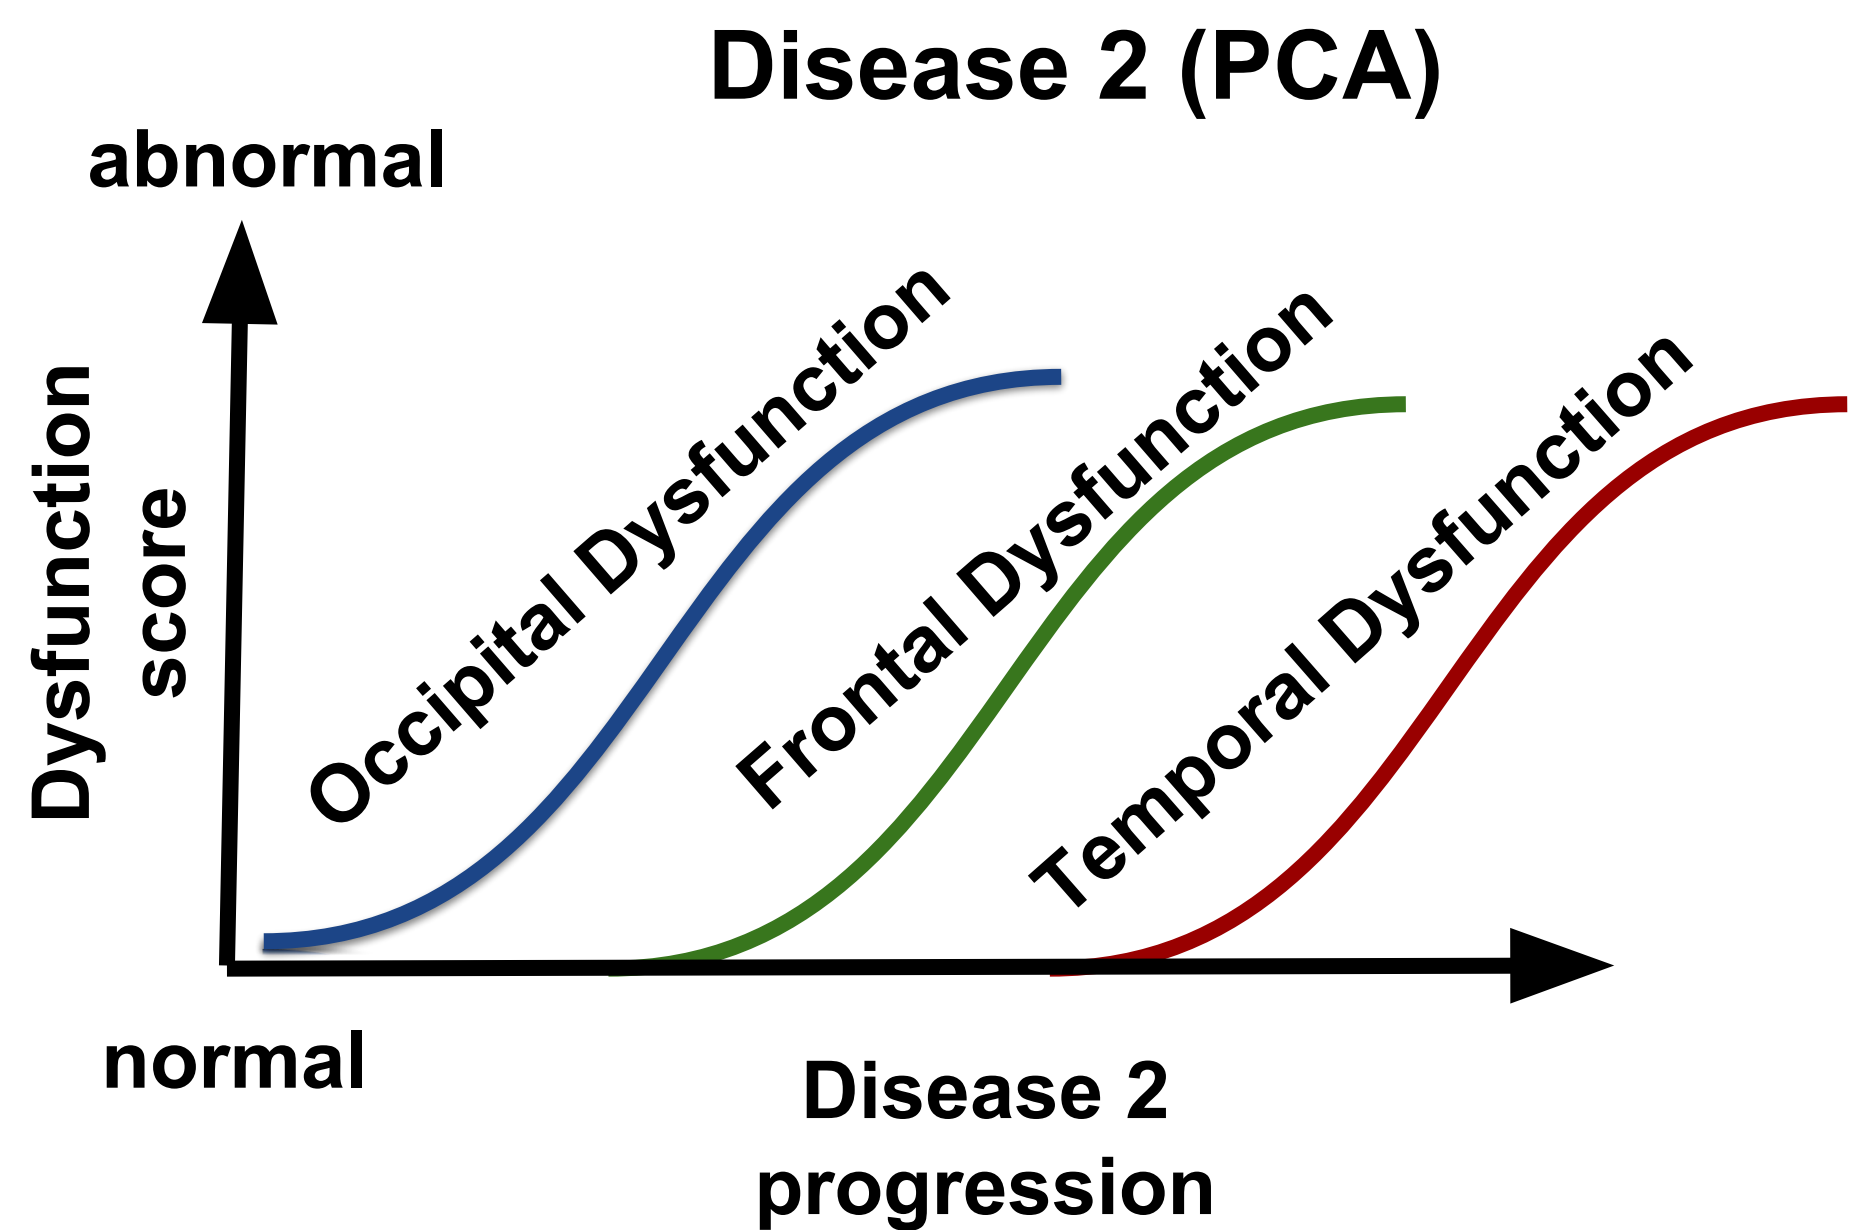 Disease 2 (PCA)
abnormal
Dysfunction
score
Occipital Dysfunction
Frontal Dysfunction
Temporal Dysfunction
normal
Disease 2
progression